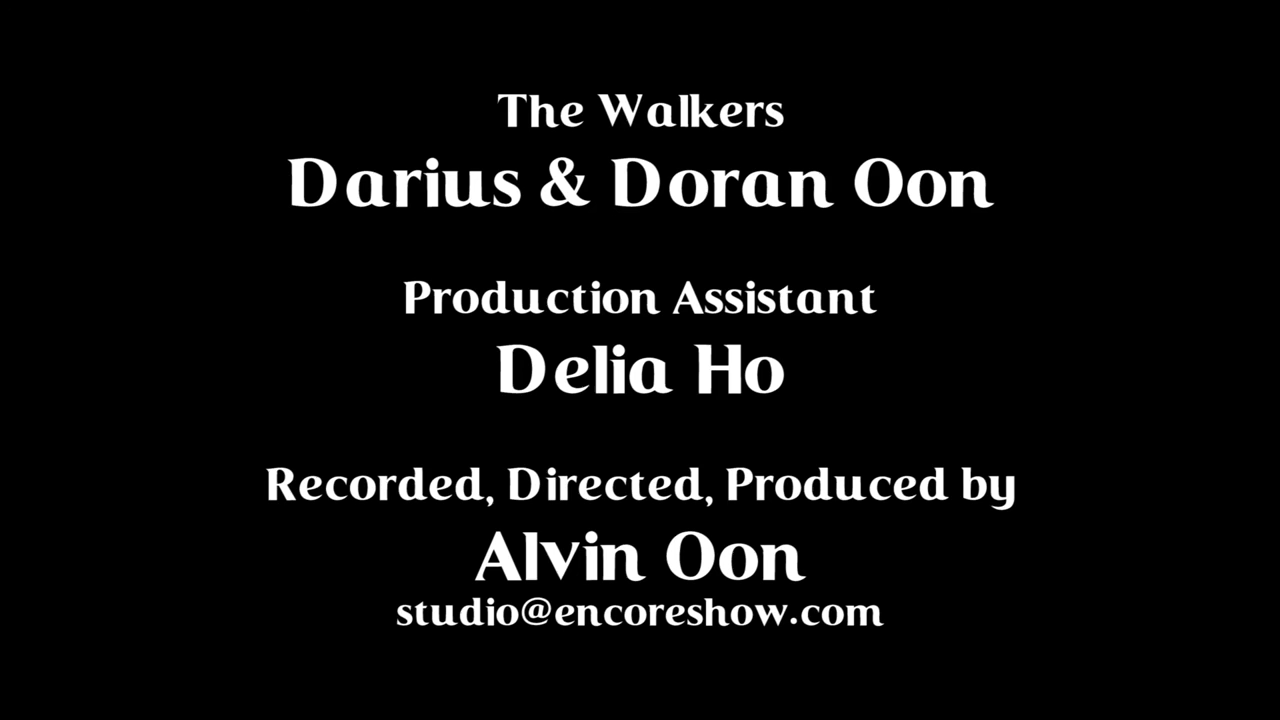 The Walkers
Darius & Doran Oon
Production Assistant
Delia Ho
Recorded, Directed, Produced by
Alvin Oon
studio@encoreshow.com